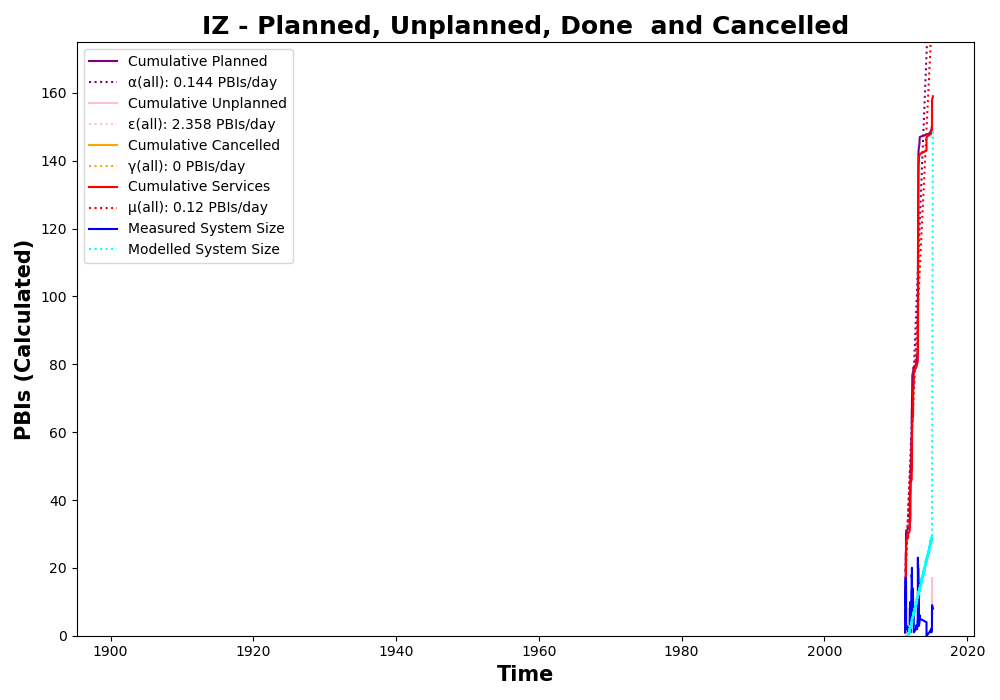 IZ - Planned, Unplanned, Done  and Cancelled
Cumulative Planned
α(all): 0.144 PBIs/day
Cumulative Unplanned
ε(all): 2.358 PBIs/day
Cumulative Cancelled
γ(all): 0 PBIs/day
Cumulative Services
μ(all): 0.12 PBIs/day
Measured System Size
Modelled System Size
PBIs (Calculated)
160
140
120
100
80
60
40
20
0
1900 1920 1940 1960 1980 2000 2020
Time